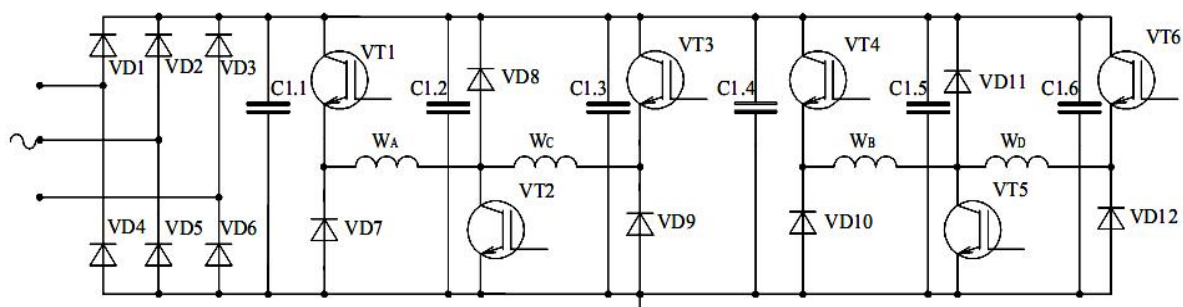 VD1
VD2
VD3
C1.1
VT1
C1.2
VD8
C1.3
VT3
C1.4
VT4
C1.5
VD11
C1.6
VT6
WA
WC
WB
WD
VD4
VD5
VD6
VD7
VT2
VD9
VD10
VT5
VD12